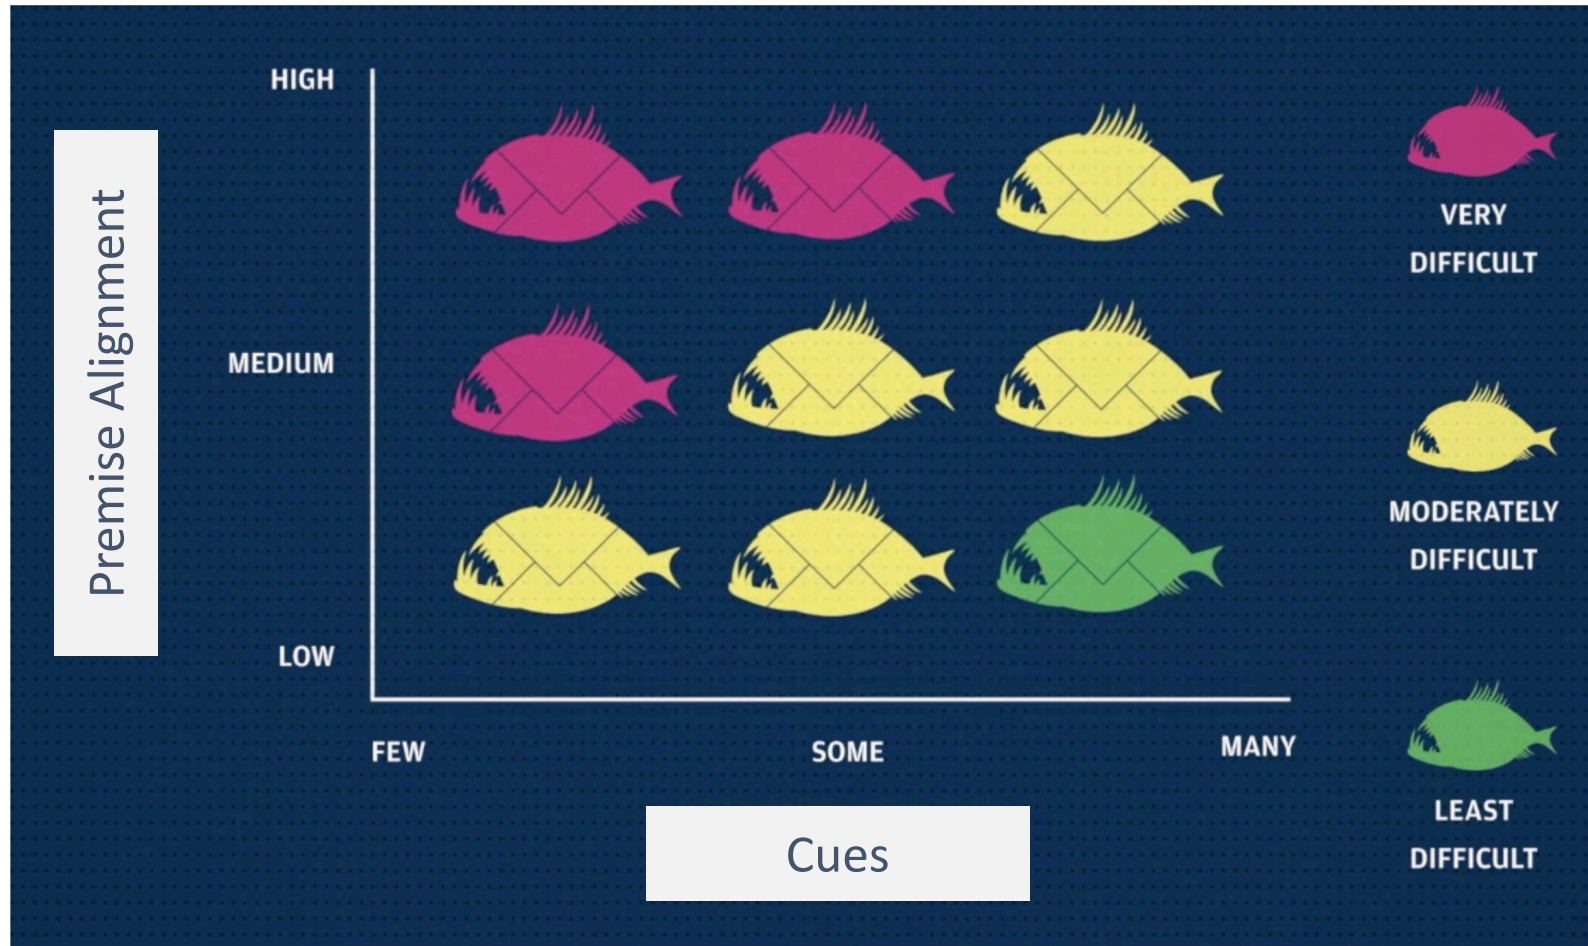 HIGH
MEDIUM
LOW
Premise Alignment
FEW
SOME
MANY
Cues
VERY
DIFFICULT
MODERATELY
DIFFICULT
LEAST
DIFFICULT